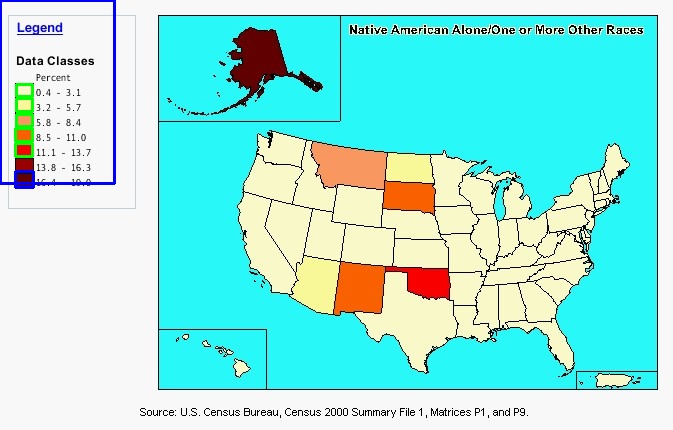 Legend
Native American Alone/One or More Other Races
Data Classes
Percent
0.4 - 3.1
3.2 - 5.7
5.8 - 8.4
8.5 - 11.0
11.1 - 13.7
13.8 - 16.3
16.4 - 19.0
Source: U.S. Census Bureau, Census 2000 Summary File 1, Matrices P1, and P9.